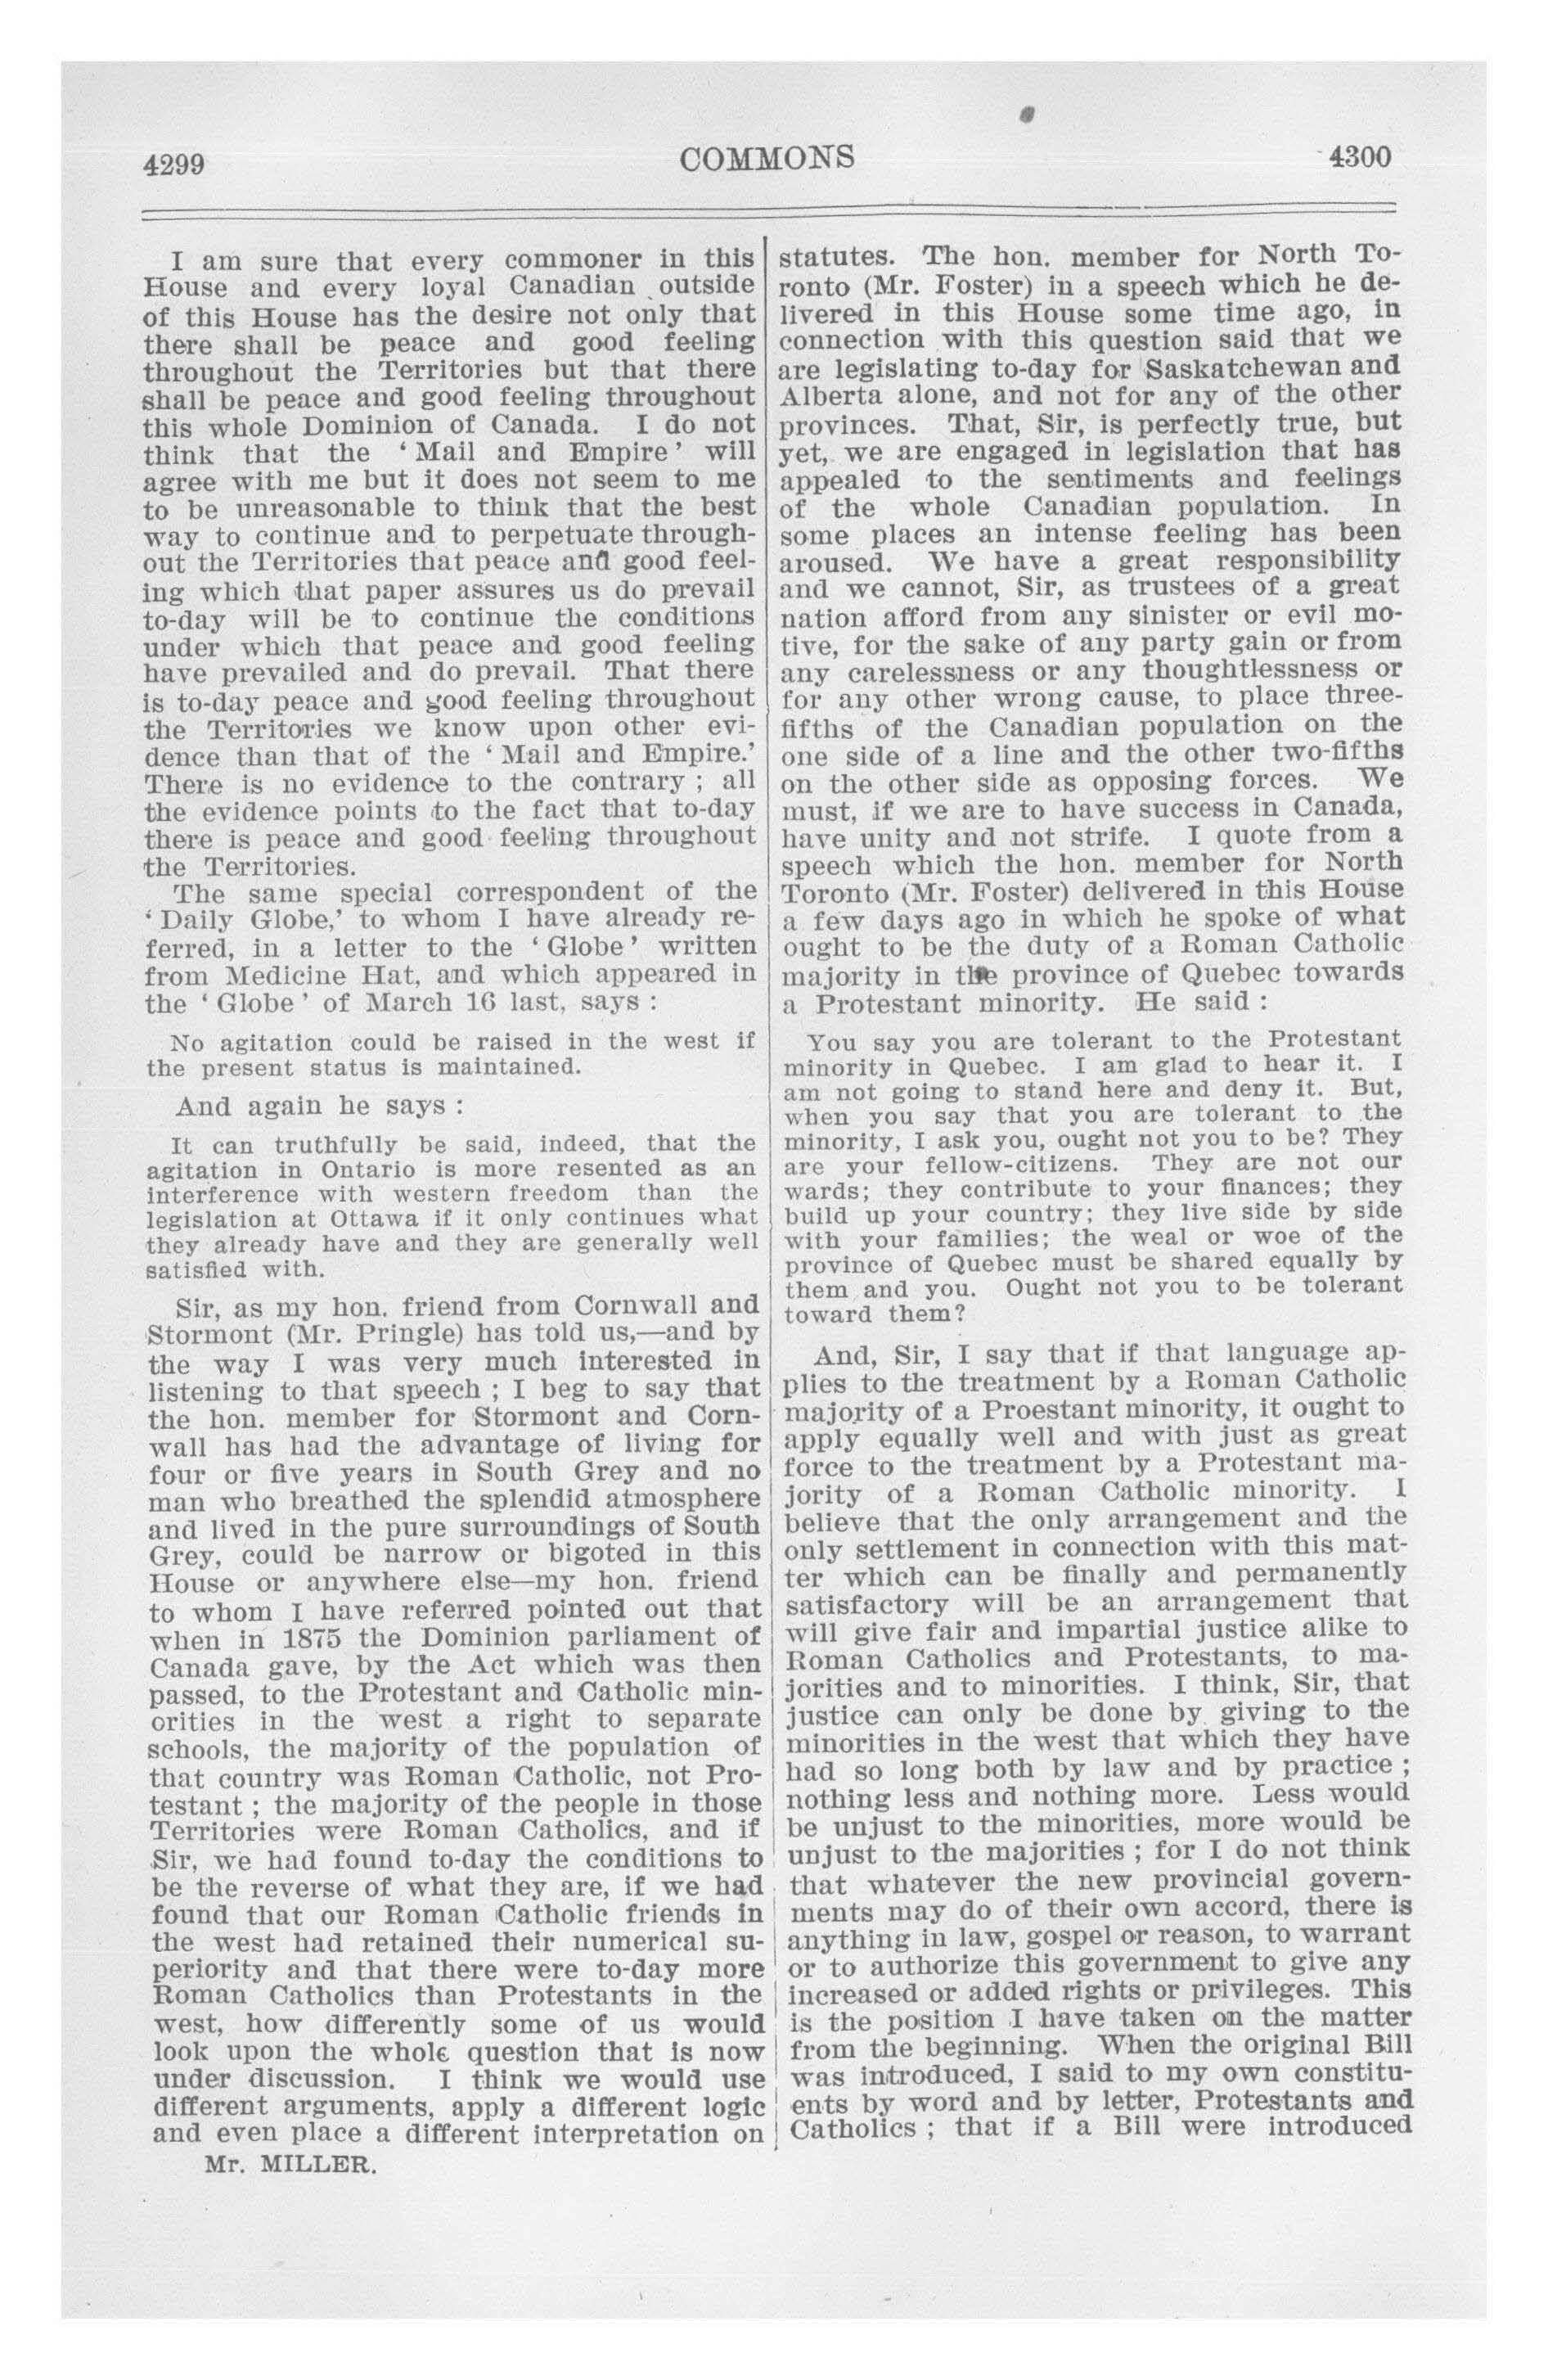 4299
COMMONS
4300
I am sure that every commoner in this
House and every loyal Canadian outside
of this House has the desire not only that
there shall be peace and good feeling
throughout the Territories but that there
shall be peace and good feeling throughout
this whole Dominion of Canada. I do not
think that the ‘ Mail and Empire ’ will
agree with me but it does not seem to me
to be unreasonable to think that the best
way to continue and to perpetuate through-
out the Territories that peace and good feel-
ing which that paper assures us do prevail
to-day will be to continue the conditions
under which that peace and good feeling
have prevailed and do prevail. That there
is to-day peace and good feeling throughout
the Territories we know upon other evi-
dence than that of the ‘ Mail and Empire.’
There is no evidence to the contrary ; all
the evidence points to the fact that to-day
there is peace and good feeling throughout
the Territories.
The same special correspondent of the
‘ Daily Globe,’ to whom I have already re-
ferred, in a letter to the ‘ Globe ’ written
from Medicine Hat, and which appeared in
the ‘ Globe ’ of March 16 last, says :
No agitation could be raised in the west if
the present status is maintained.
And again he says :
It can truthfully be said, indeed, that the
agitation in Ontario is more resented as an
interference with western freedom than the
legislation at Ottawa if it only continues what
they already have and they are generally well
satisfied with.
Sir, as my hon. friend from Cornwall and
Stormont (Mr. Pringle) has told us,—and by
the way I was very much interested in
listening to that speech ; I beg to say that
the hon. member for Stormont and Corn-
wall has had the advantage of living for
four or five years in South Grey and no
man who breathed the splendid atmosphere
and lived in the pure surroundings of South
Grey, could be narrow or bigoted in this
House or anywhere else—my hon. friend
to whom I have referred pointed out that
when in 1875 the Dominion parliament of
Canada gave, by the Act which was then
passed, to the Protestant and Catholic min-
orities in the west a right to separate
schools, the majority of the population of
that country was Roman Catholic, not Pro-
testant ; the majority of the people in those
Territories were Roman Catholics, and if
Sir, we had found to-day the conditions to
be the reverse of what they are, if we had
found that our Roman Catholic friends in
the west had retained their numerical su-
periority and that there were to-day more
Roman Catholics than Protestants in the
west, how differently some of us would
look upon the whole question that is now
under discussion. I think we would use
different arguments, apply a different logic
and even place a different interpretation on
Mr. MILLER.
statutes. The hon. member for North To-
ronto (Mr. Foster) in a speech which he de-
livered in this House some time ago, in
connection with this question said that we
are legislating to-day for Saskatchewan and
Alberta alone, and not for any of the other
provinces. That, Sir, is perfectly true, but
yet, we are engaged in legislation that has
appealed to the sentiments and feelings
of the whole Canadian population. In
some places an intense feeling has been
aroused. We have a great responsibility
and we cannot, Sir, as trustees of a great
nation afford from any sinister or evil mo-
tive, for the sake of any party gain or from
any carelessness or any thoughtlessness or
for any other wrong cause, to place three-
fifths of the Canadian population on the
one side of a line and the other two-fifths
on the other side as opposing forces. We
must, if we are to have success in Canada,
have unity and not strife. I quote from a
speech which the hon. member for North
Toronto (Mr. Foster) delivered in this House
a few days ago in which he spoke of what
ought to be the duty of a Roman Catholic
majority in the province of Quebec towards
a Protestant minority. He said :
You say you are tolerant to the Protestant
minority in Quebec. I am glad to hear it. I
am not going to stand here and deny it. But,
when you say that you are tolerant to the
minority, I ask you, ought not you to be? They
are your fellow-citizens. They are not our
wards; they contribute to your finances; they
build up your country; they live side by side
with your families; the weal or woe of the
province of Quebec must be shared equally by
them and you. Ought not you to be tolerant
toward them?
And, Sir, I say that if that language ap-
plies to the treatment by a Roman Catholic
majority of a Proestant minority, it ought to
apply equally well and with just as great
force to the treatment by a Protestant ma-
jority of a Roman Catholic minority. I
believe that the only arrangement and the
only settlement in connection with this mat-
ter which can be finally and permanently
satisfactory will be an arrangement that
will give fair and impartial justice alike to
Roman Catholics and Protestants, to ma-
jorities and to minorities. I think, Sir, that
justice can only be done by giving to the
minorities in the west that which they have
had so long both by law and by practice ;
nothing less and nothing more. Less would
be unjust to the minorities, more would be
unjust to the majorities ; for I do not think
that whatever the new provincial govern-
ments may do of their own accord, there is
anything in law, gospel or reason, to warrant
or to authorize this government to give any
increased or added rights or privileges. This
is the position I have taken on the matter
from the beginning. When the original Bill
was introduced, I said to my own constitu-
ents by word and by letter, Protestants and
Catholics ; that if a Bill were introduced